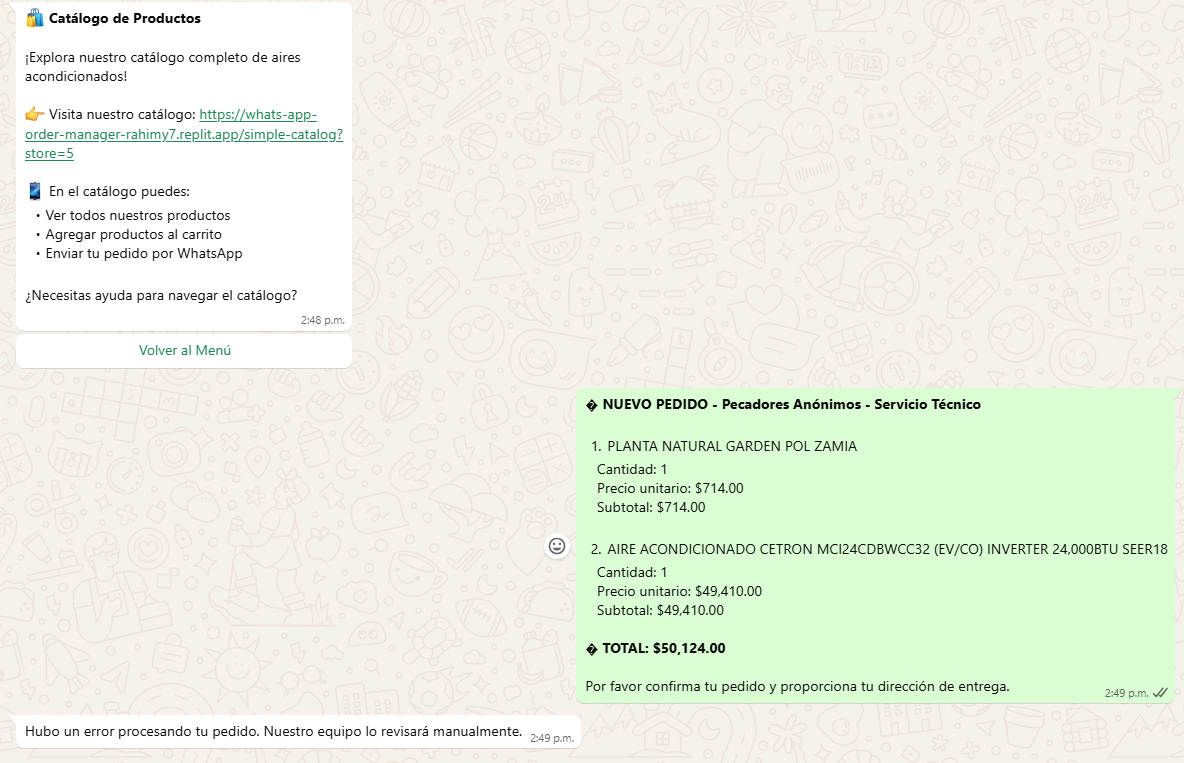 🛍️ Catálogo de Productos
¡Explora nuestro catálogo completo de aires
acondicionados!
👉 Visita nuestro catálogo: https://whats-app-
order-manager-rahimy7.replit.app/simple-catalog?
store=5
📱 En el catálogo puedes:
• Ver todos nuestros productos
• Agregar productos al carrito
• Enviar tu pedido por WhatsApp
¿Necesitas ayuda para navegar el catálogo?
2:48 p.m.
Volver al Menú
� NUEVO PEDIDO - Pecadores Anónimos - Servicio Técnico
1. PLANTA NATURAL GARDEN POL ZAMIA
Cantidad: 1
Precio unitario: $714.00
Subtotal: $714.00
2. AIRE ACONDICIONADO CETRON MCI24CDBWCC32 (EV/CO) INVERTER 24,000BTU SEER18
Cantidad: 1
Precio unitario: $49,410.00
Subtotal: $49,410.00
� TOTAL: $50,124.00
Por favor confirma tu pedido y proporciona tu dirección de entrega.
2:49 p.m.
Hubo un error procesando tu pedido. Nuestro equipo lo revisará manualmente.
2:49 p.m.